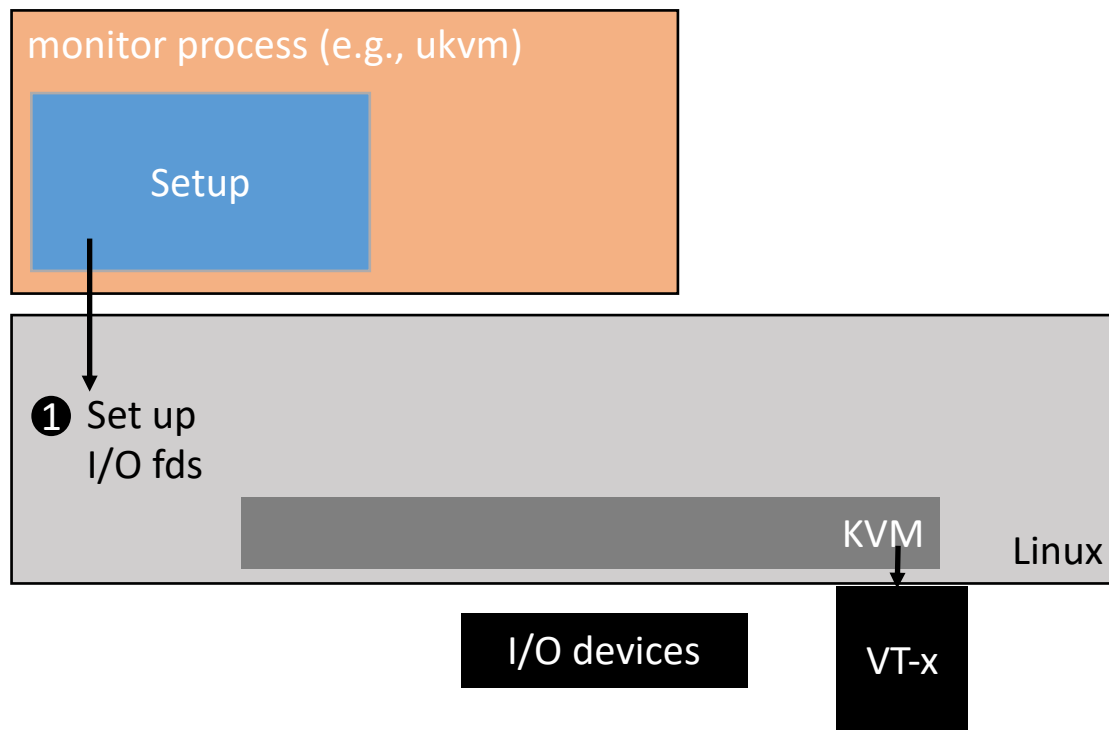 monitor process (e.g., ukvm)
Setup
❶ Set up
I/O fds
KVM
Linux
I/O devices
VT-x